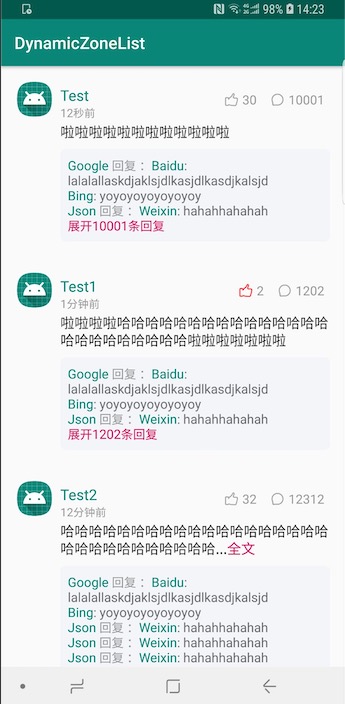 98% 14:23
DynamicZoneList
Test 30 10001
12秒前
啦啦啦啦啦啦啦啦啦啦啦啦
Google 回复： Baidu:
lalalallaskdjaklsjdlkasjdlkasdjkalsjd
Bing: yoyoyoyoyoyoyoy
Json 回复： Weixin: hahahhahahah
展开10001条回复
Test1 2 1202
1分钟前
啦啦啦啦哈哈哈哈哈哈哈哈哈哈哈哈哈哈哈
哈哈哈哈哈哈哈哈哈啦啦啦啦啦啦啦
Google 回复： Baidu:
lalalallaskdjaklsjdlkasjdlkasdjkalsjd
Bing: yoyoyoyoyoyoyoy
Json 回复： Weixin: hahahhahahah
展开1202条回复
Test2 32 12312
12分钟前
哈哈哈哈哈哈哈哈哈哈哈哈哈哈哈哈哈哈哈
哈哈哈哈哈哈哈哈哈哈哈...全文
Google 回复： Baidu:
lalalallaskdjaklsjdlkasjdlkasdjkalsjd
Bing: yoyoyoyoyoyoyoy
Json 回复： Weixin: hahahhahahah
Json 回复： Weixin: hahahhahahah
Json 回复： Weixin: hahahhahahah